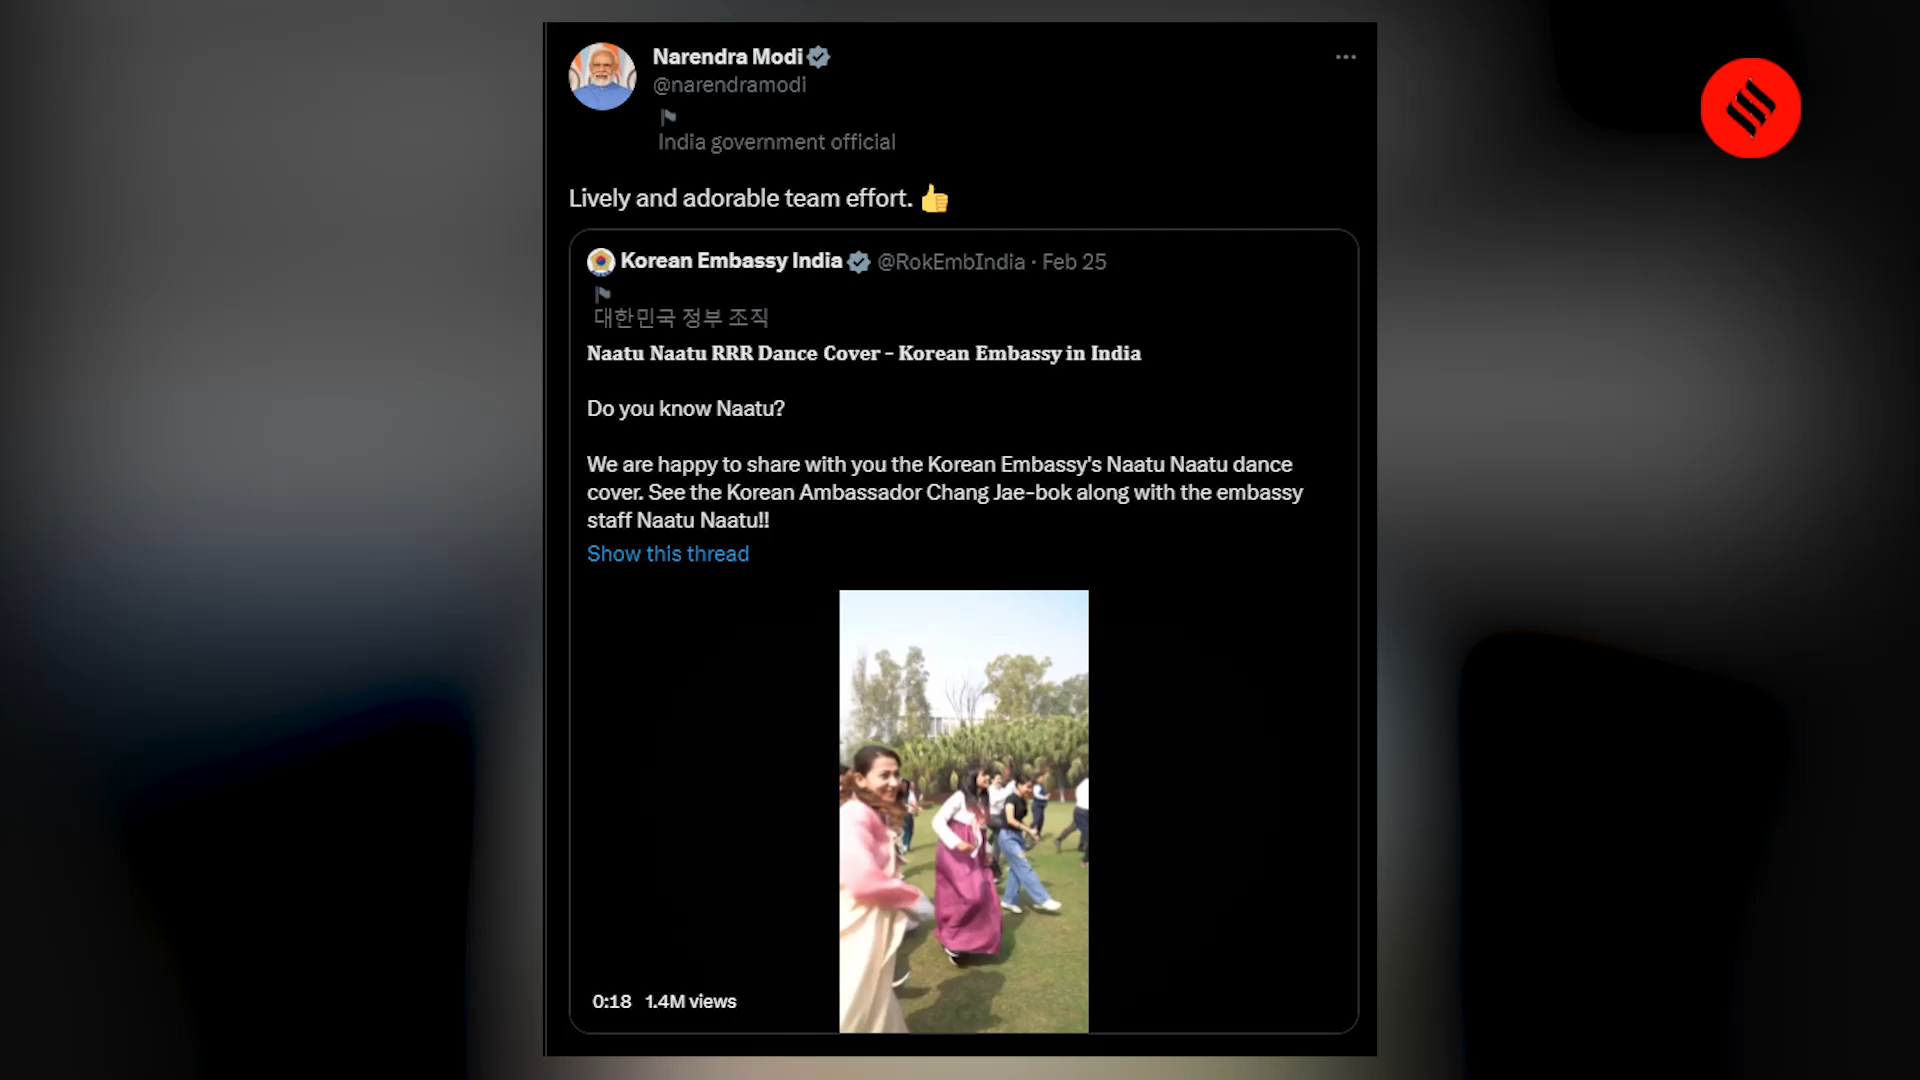 Narendra Modi
@narendramodi
India government official
Lively and adorable team effort. 👍
Korean Embassy India @RokEmbIndia · Feb 25
대한민국 정부 조직
Naatu Naatu RRR Dance Cover - Korean Embassy in India
Do you know Naatu?
We are happy to share with you the Korean Embassy's Naatu Naatu dance
cover. See the Korean Ambassador Chang Jae-bok along with the embassy
staff Naatu Naatu!!
Show this thread
0:18 1.4M views